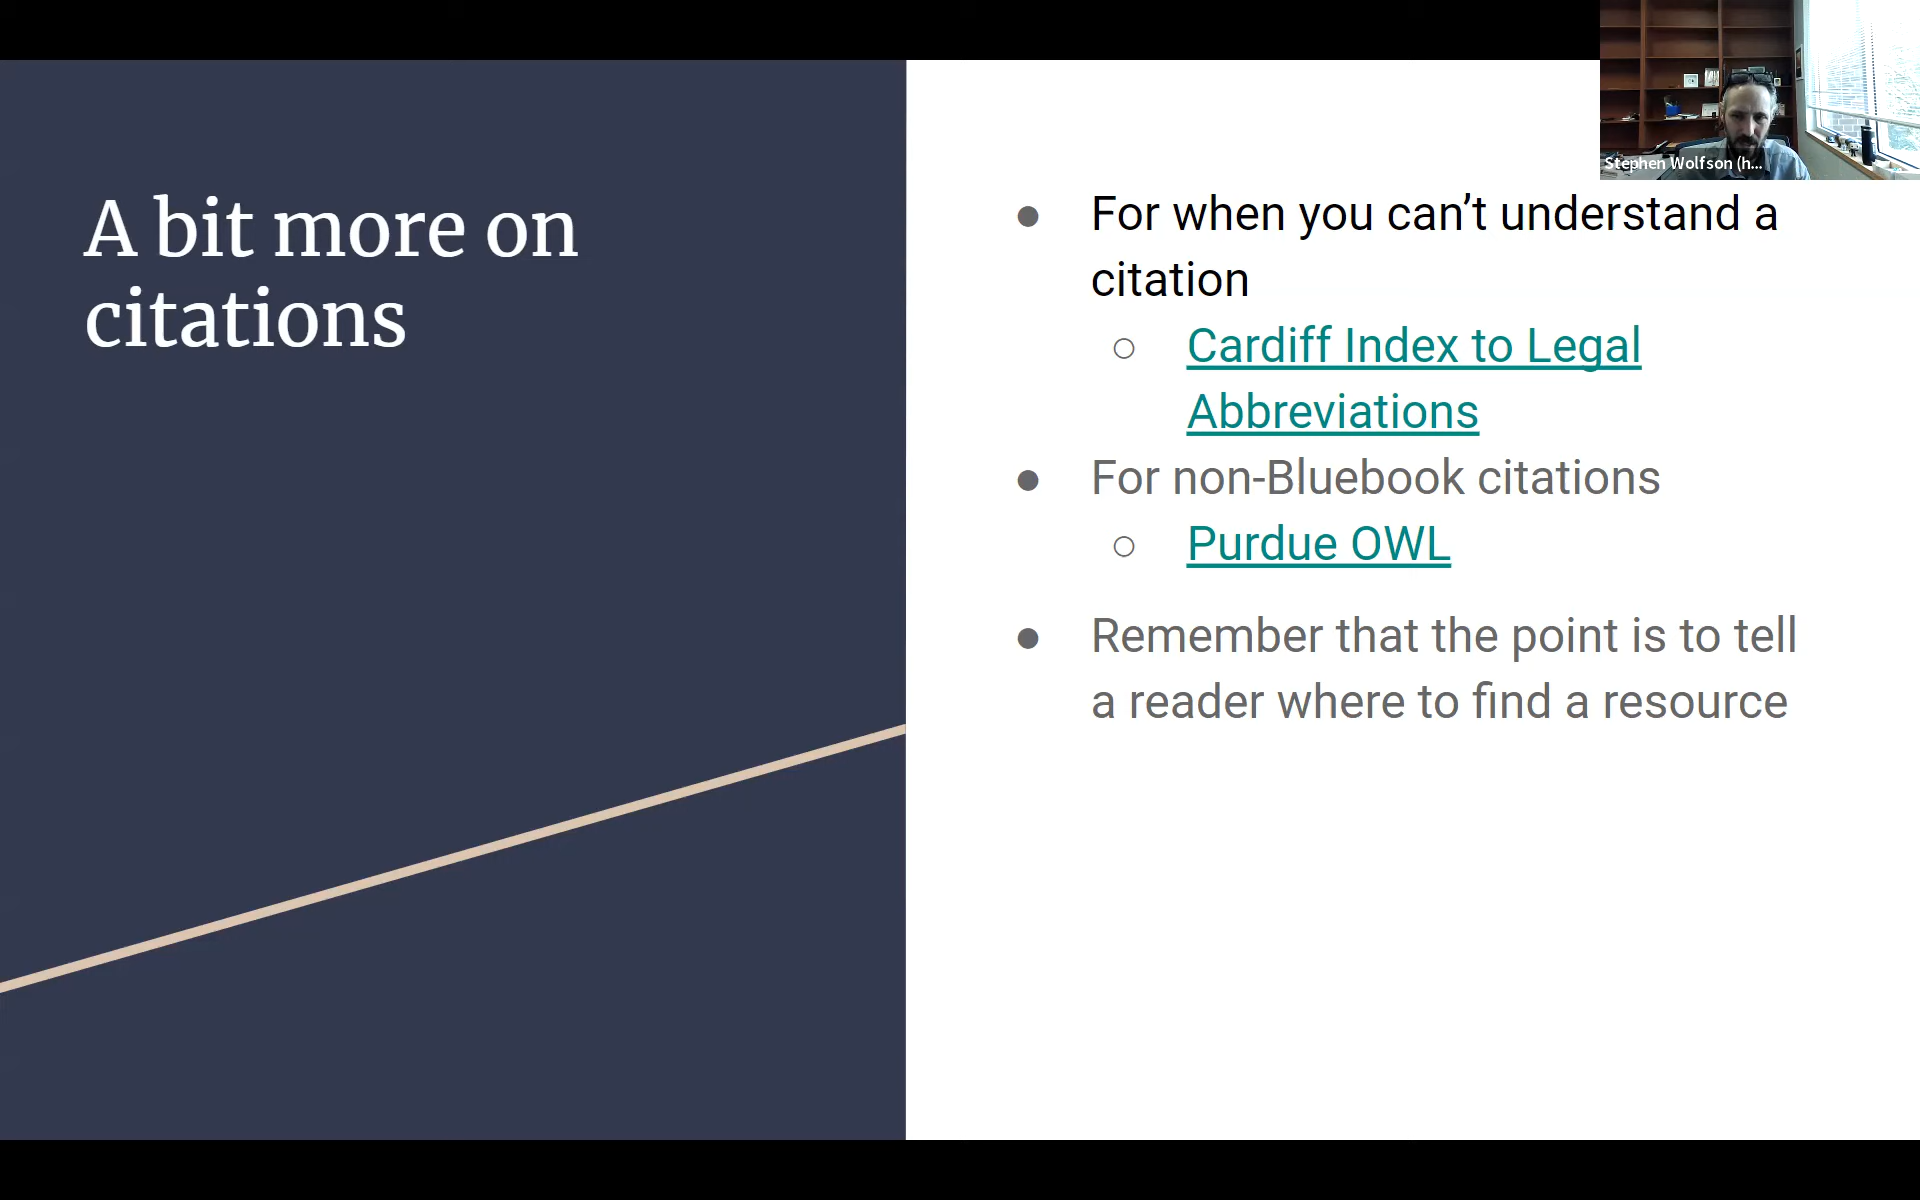 Stephen Wolfson (h...
A bit more on
citations
● For when you can’t understand a
citation
○ Cardiff Index to Legal
Abbreviations
● For non-Bluebook citations
○ Purdue OWL
● Remember that the point is to tell
a reader where to find a resource